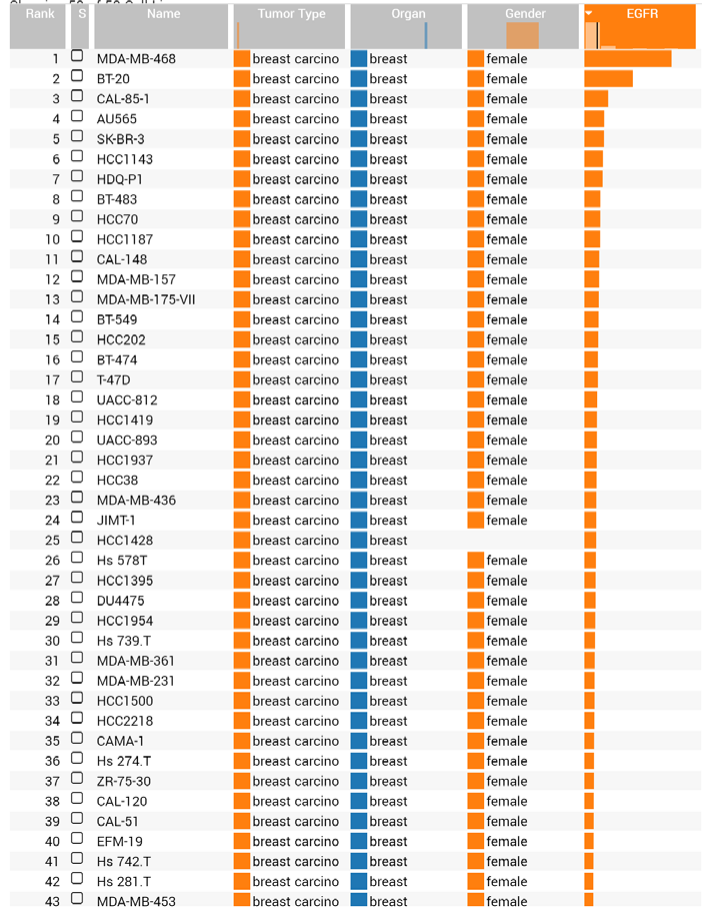 Rank S Name Tumor Type Organ Gender EGFR
1 MDA-MB-468 breast carcino breast female
2 BT-20 breast carcino breast female
3 CAL-85-1 breast carcino breast female
4 AU565 breast carcino breast female
5 SK-BR-3 breast carcino breast female
6 HCC1143 breast carcino breast female
7 HDQ-P1 breast carcino breast female
8 BT-483 breast carcino breast female
9 HCC70 breast carcino breast female
10 HCC1187 breast carcino breast female
11 CAL-148 breast carcino breast female
12 MDA-MB-157 breast carcino breast female
13 MDA-MB-175-VII breast carcino breast female
14 BT-549 breast carcino breast female
15 HCC202 breast carcino breast female
16 BT-474 breast carcino breast female
17 T-47D breast carcino breast female
18 UACC-812 breast carcino breast female
19 HCC1419 breast carcino breast female
20 UACC-893 breast carcino breast female
21 HCC1937 breast carcino breast female
22 HCC38 breast carcino breast female
23 MDA-MB-436 breast carcino breast female
24 JIMT-1 breast carcino breast female
25 HCC1428 breast carcino breast
26 Hs 578T breast carcino breast female
27 HCC1395 breast carcino breast female
28 DU4475 breast carcino breast female
29 HCC1954 breast carcino breast female
30 Hs 739.T breast carcino breast female
31 MDA-MB-361 breast carcino breast female
32 MDA-MB-231 breast carcino breast female
33 HCC1500 breast carcino breast female
34 HCC2218 breast carcino breast female
35 CAMA-1 breast carcino breast female
36 Hs 274.T breast carcino breast female
37 ZR-75-30 breast carcino breast female
38 CAL-120 breast carcino breast female
39 CAL-51 breast carcino breast female
40 EFM-19 breast carcino breast female
41 Hs 742.T breast carcino breast female
42 Hs 281.T breast carcino breast female
43 MDA-MB-453 breast carcino breast female